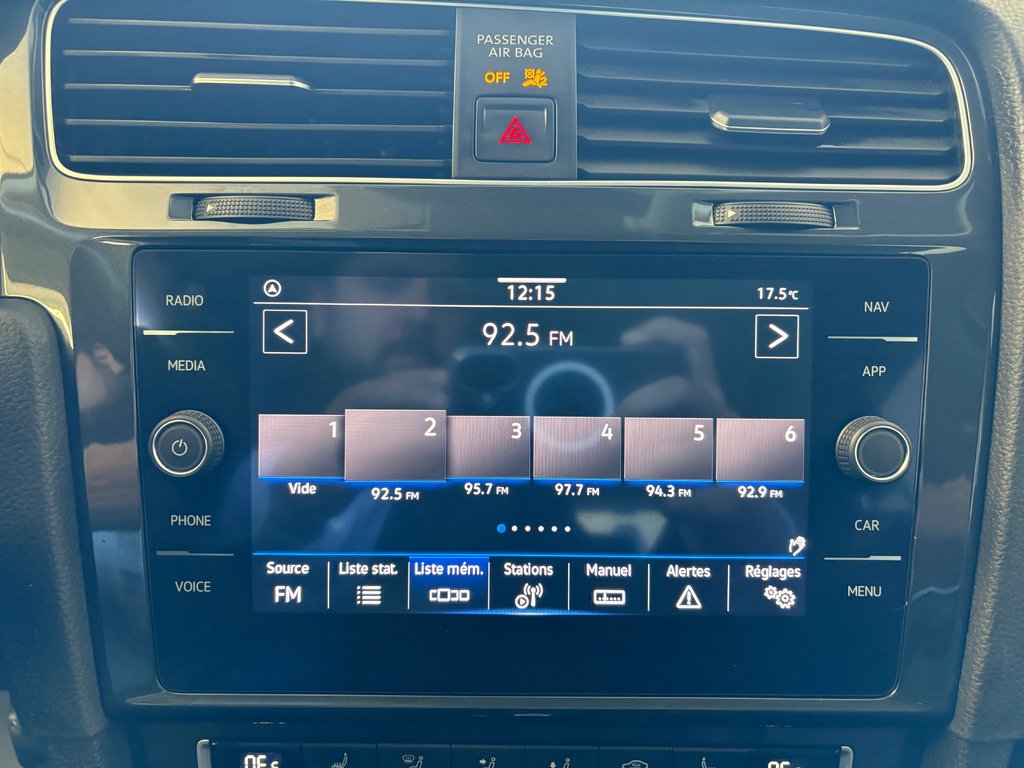 PASSENGER
AIR BAG
OFF
RADIO
MEDIA
PHONE
VOICE
12:15
17.5°C
92.5 FM
1 2 3 4 5 6
Vide 92.5 FM 95.7 FM 97.7 FM 94.3 FM 92.9 FM
Source Liste stat. Liste mém. Stations Manuel Alertes Réglages
FM
NAV
APP
CAR
MENU